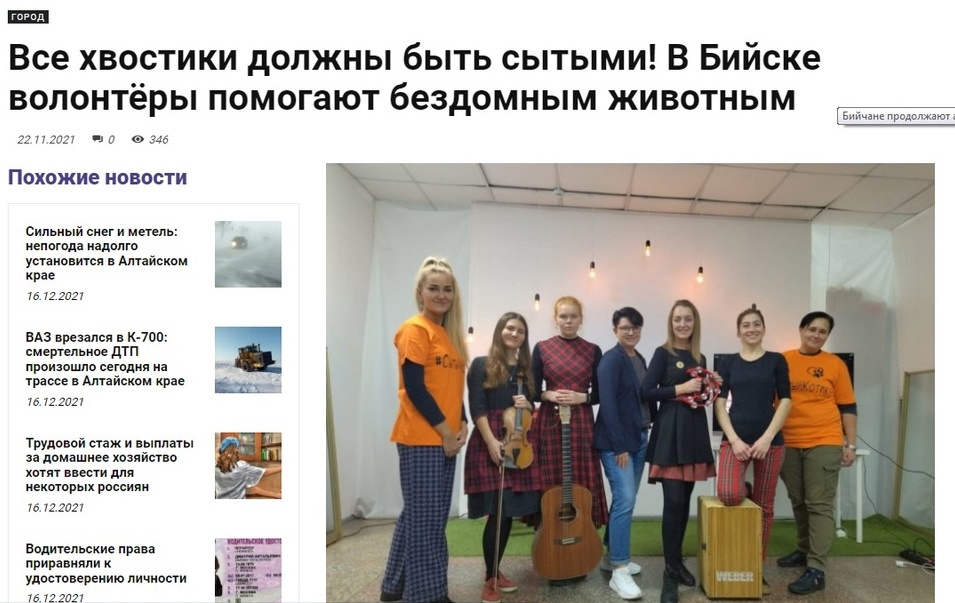 ГОРОД
Все хвостики должны быть сытыми! В Бийске
волонтёры помогают бездомным животным
Бийчане продолжают а
22.11.2021 0 346
Похожие новости
Сильный снег и метель:
непогода надолго
установится в Алтайском
крае
16.12.2021
ВАЗ врезался в К-700:
смертельное ДТП
произошло сегодня на
трассе в Алтайском крае
16.12.2021
Трудовой стаж и выплаты
за домашнее хозяйство
хотят ввести для
некоторых россиян
16.12.2021
Водительские права
приравняли к
удостоверению личности
16.12.2021
WEBER